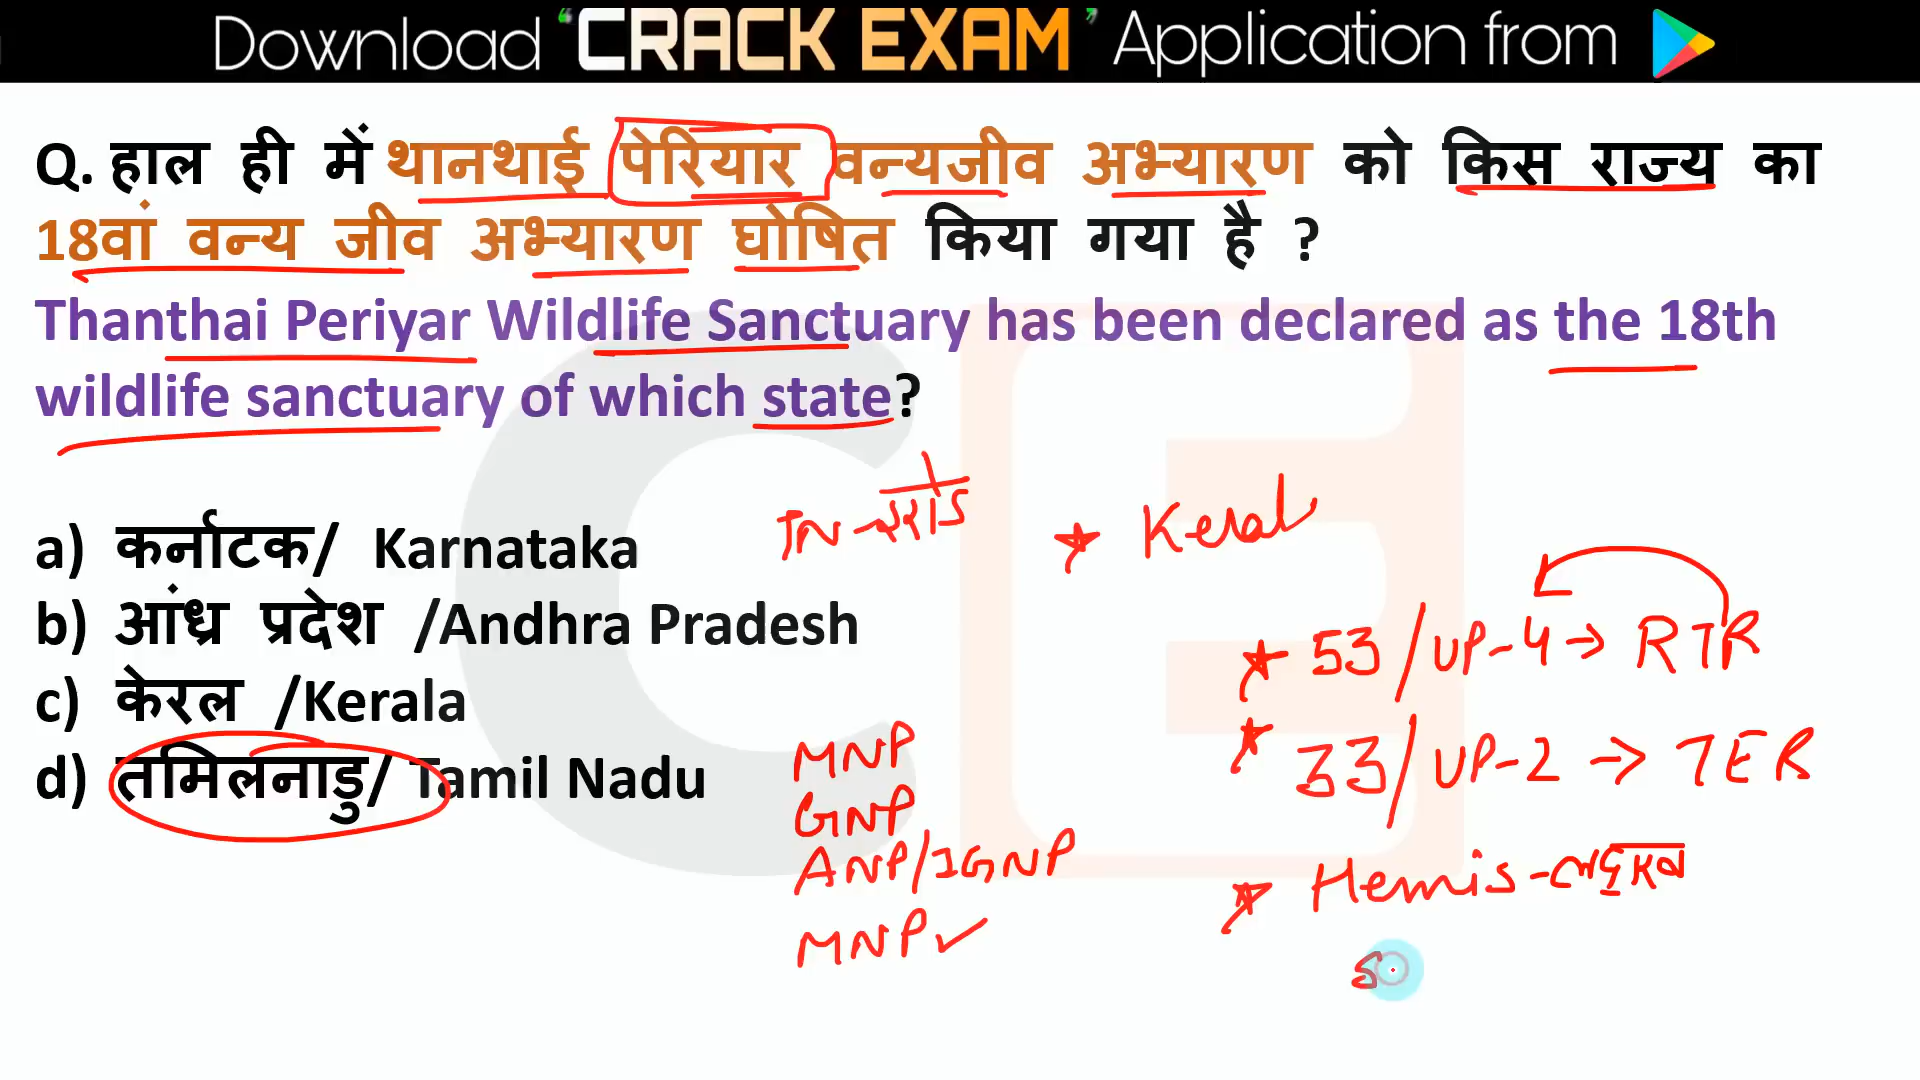 Download "CRACK EXAM" Application from
Q. हाल ही में थानथाई पेरियार वन्यजीव अभ्यारण को किस राज्य का
18वां वन्य जीव अभ्यारण घोषित किया गया है ?
Thanthai Periyar Wildlife Sanctuary has been declared as the 18th
wildlife sanctuary of which state?
a) कर्नाटक/ Karnataka
b) आंध्र प्रदेश /Andhra Pradesh
c) केरल /Kerala
d) तमिलनाडु/ Tamil Nadu
TN-
* Keral
* 53/UP-4→ RTR
* 33/UP-2 → TER
* Hemis-
MNP
GNP
ANP/IGNP
MNP✓
CE